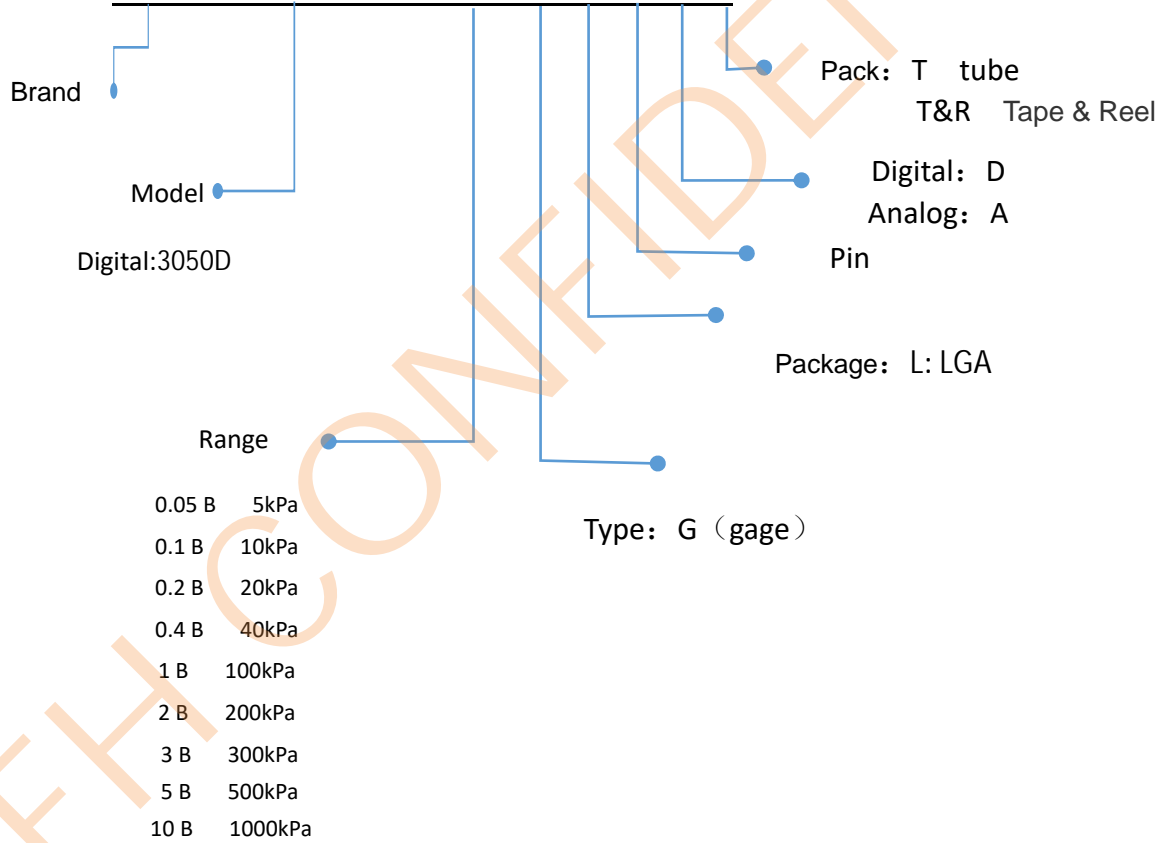 Brand
Pack：T tube
T&R Tape & Reel
Model
Digital：D
Analog：A
Digital:3050D
Pin
Package：L: LGA
Range
0.05 B 5kPa
Type：G（gage）
0.1 B 10kPa
0.2 B 20kPa
0.4 B 40kPa
1 B 100kPa
2 B 200kPa
3 B 300kPa
5 B 500kPa
10 B 1000kPa
FH CONFIDE